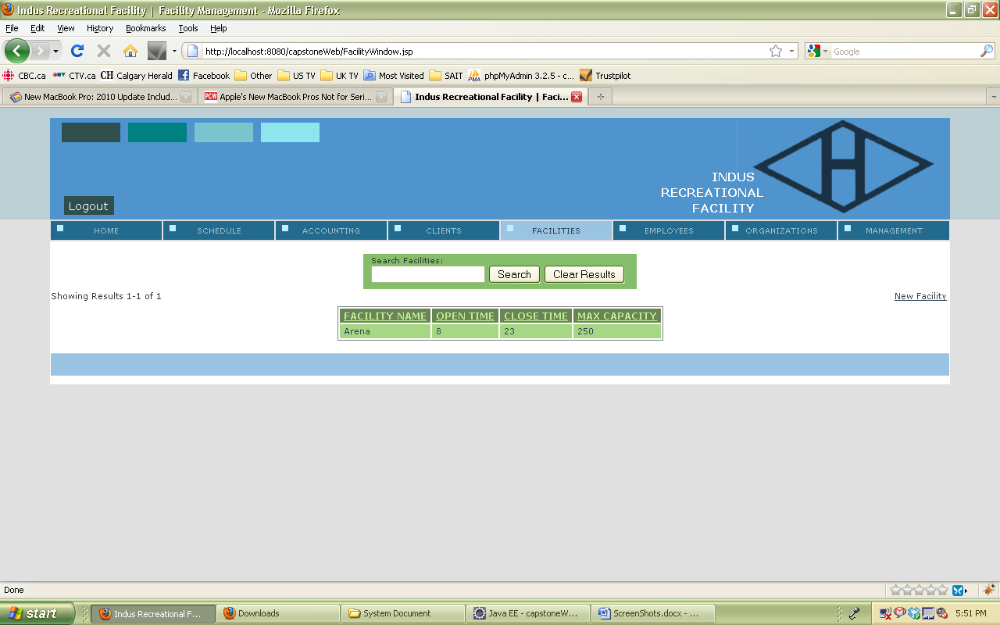 Indus Recreational Facility | Facility Management - Mozilla Firefox
File Edit View History Bookmarks Tools Help
http://localhost:8080/capstoneWeb/FacilityWindow.jsp
Google
CBC.ca CTV.ca CH Calgary Herald Facebook Other US TV UK TV Most Visited SAIT PMA phpMyAdmin 3.2.5 - c... Trustpilot
New MacBook Pro: 2010 Update Includ... PCW Apple's New MacBook Pros Not for Seri... Indus Recreational Facility | Faci...
INDUS
RECRETIONAL
FACILITY
H
Logout
HOME SCHEDULE ACCOUNTING CLIENTS FACILITIES EMPLOYEES ORGANIZATIONS MANAGEMENT
Search Facilities:
Search Clear Results
Showing Results 1-1 of 1 New Facility
FACILITY NAME OPEN TIME CLOSE TIME MAX CAPACITY
Arena 8 23 250
Done
start Indus Recreational F... Downloads System Document Java EE - capstoneW... ScreenShots.docx - ... 5:51 PM